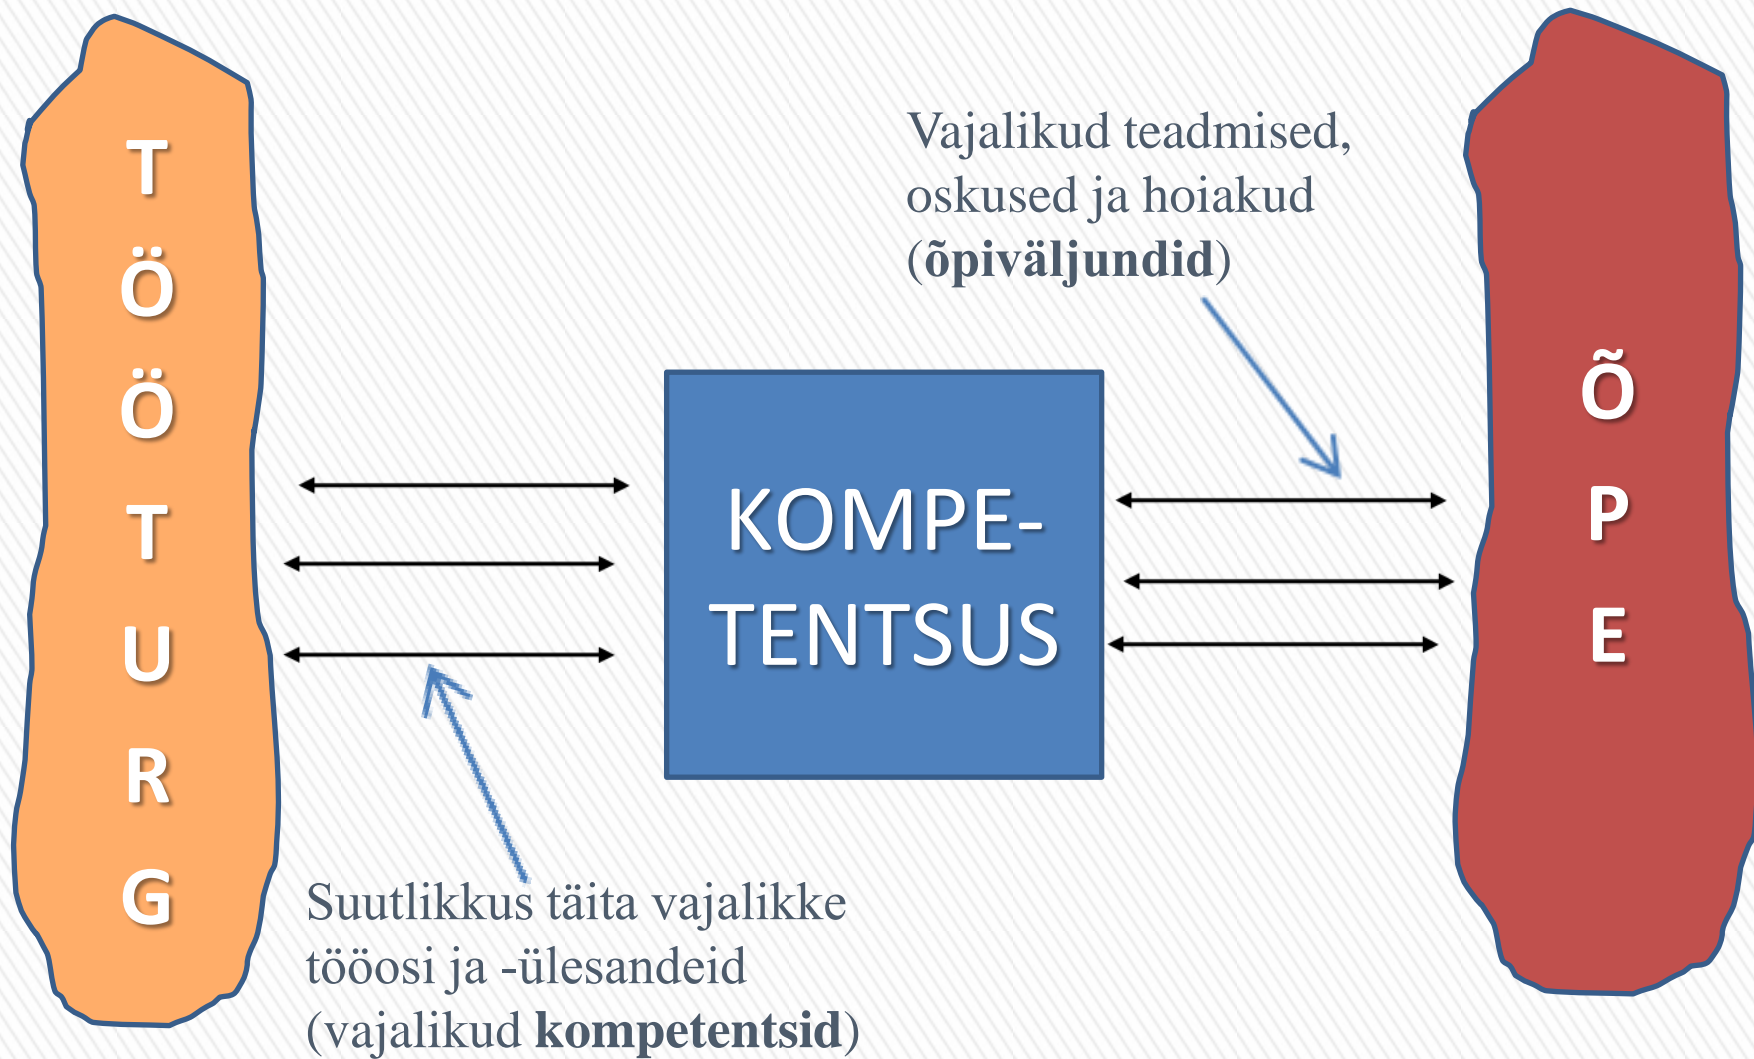 T
Ö
Ö
T
U
R
G
Vajalikud teadmised,
oskused ja hoiakud
(õpiväljundid)
KOMPE-
TENTSUS
Suutlikkus täita vajalikke
tööosi ja -ülesandeid
(vajalikud kompetentsid)
Õ
P
E